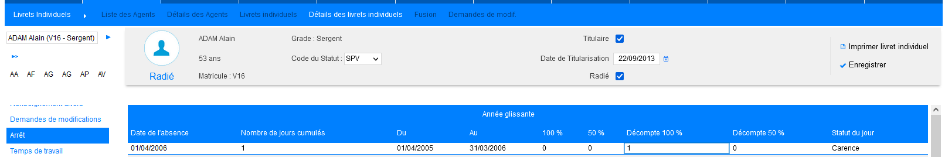 Livrets Individuels Liste des Agents Détails des Agents Livrets individuels Détails des livrets individuels Fusion Demandes de modif.
ADAM Alain (V16 - Sergent)
AA AF AG AG AP AV
Radié
ADAM Alain
53 ans
Matricule : V16
Grade : Sergent
Code du Statut : SPV
Titulaire
Date de Titularisation 22/09/2013
Radié
Imprimer livret individuel
Enregistrer
Demandes de modifications
Arrêt
Temps de travail
Année glissante
Date de l'absence Nombre de jours cumulés Du Au 100 % 50 % Décompte 100 % Décompte 50 % Statut du jour
01/04/2006 1 01/04/2005 31/03/2006 0 0 1 0 Carence